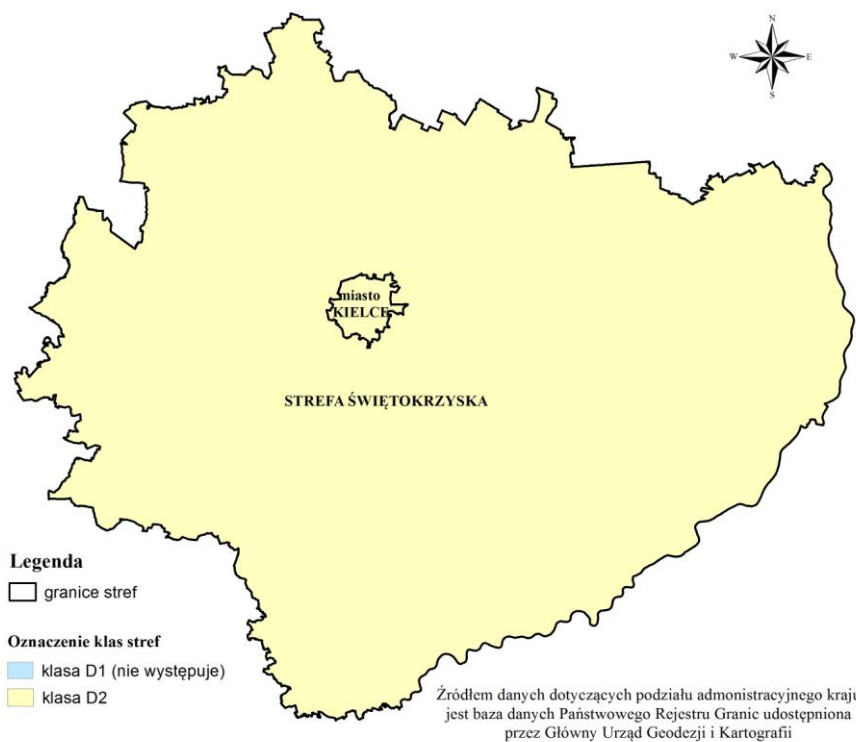 N
W E
S
miasto
KIELCE
STREFA ŚWIĘTOKRZYSKA
Legenda
granice stref
Oznaczenie klas stref
klasa D1 (nie występuje)
klasa D2
Źródłem danych dotyczących podziału admonistracyjnego kraju
jest baza danych Państwowego Rejestru Granic udostępniona
przez Główny Urząd Geodezji i Kartografii